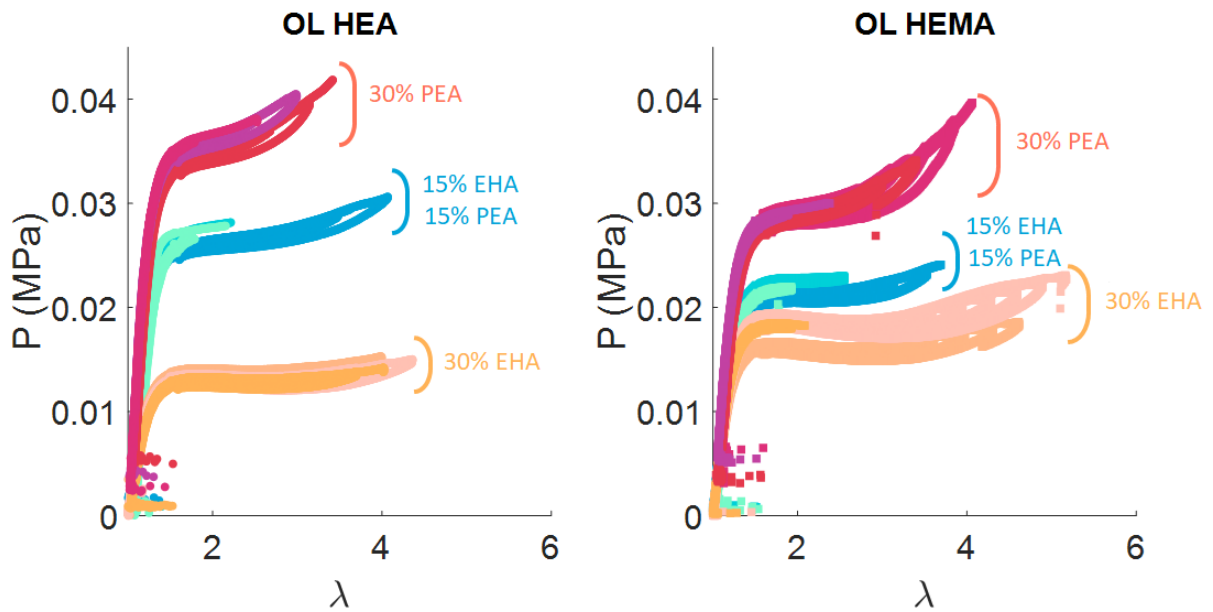 OL HEA
P (MPa)
0.04
0.03
0.02
0.01
0
2
4
6
λ
30% PEA
15% EHA
15% PEA
30% EHA
OL HEMA
P (MPa)
0.04
0.03
0.02
0.01
0
2
4
6
λ
30% PEA
15% EHA
15% PEA
30% EHA